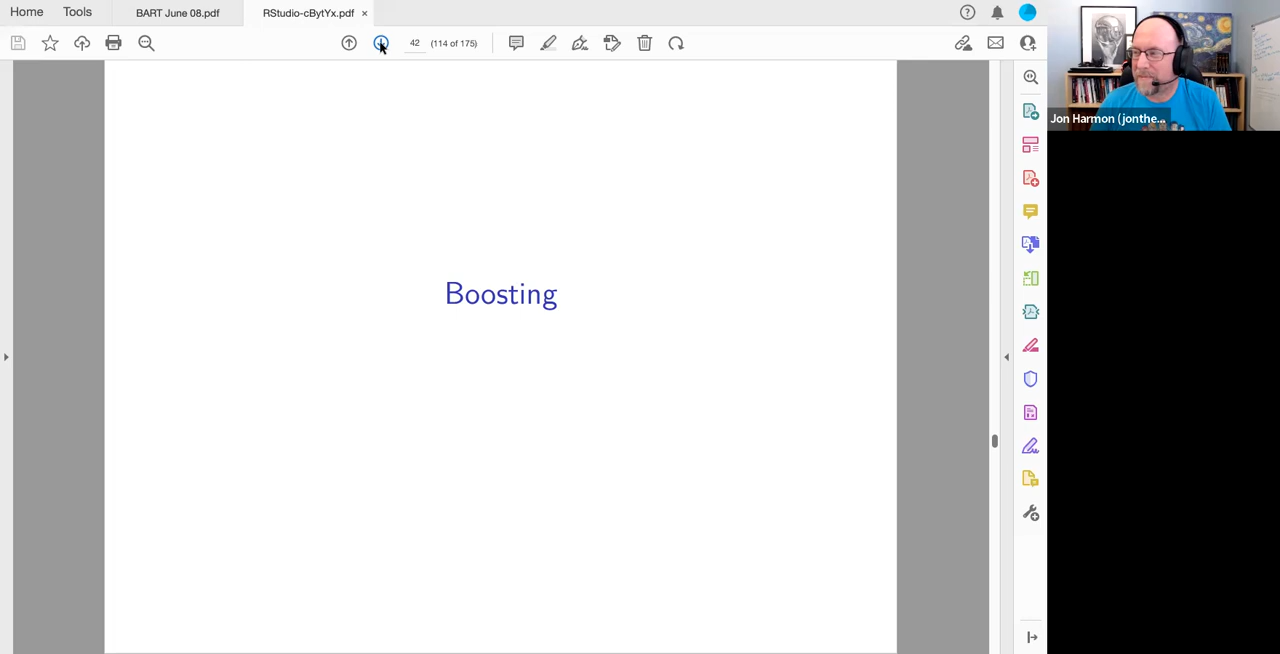 Home Tools BART June 08.pdf RStudio-cBytYx.pdf ×
42 (114 of 175)
Jon Harmon (jonthe...
Boosting